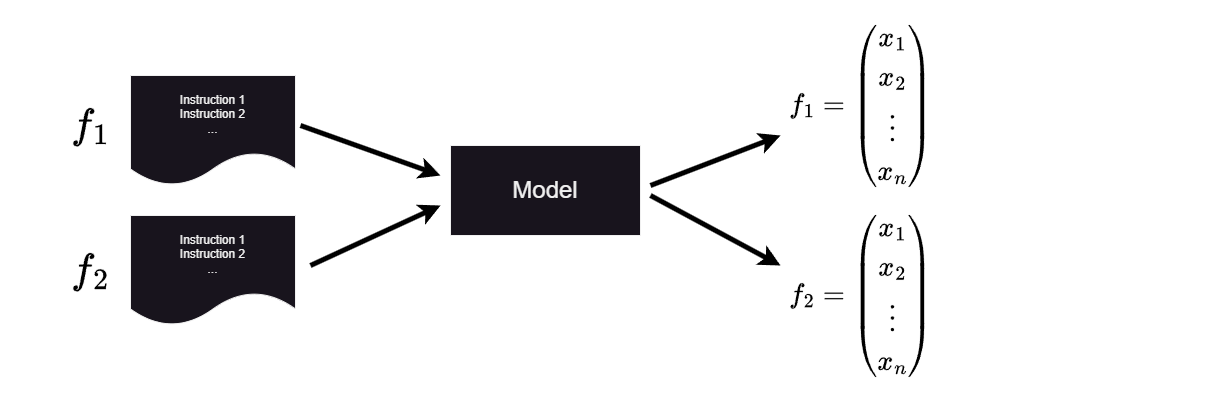 f₁
Instruction 1
Instruction 2
...
f₂
Instruction 1
Instruction 2
...
Model
f₁ =
x₁
x₂
⋮
xₙ
f₂ =
x₁
x₂
⋮
xₙ